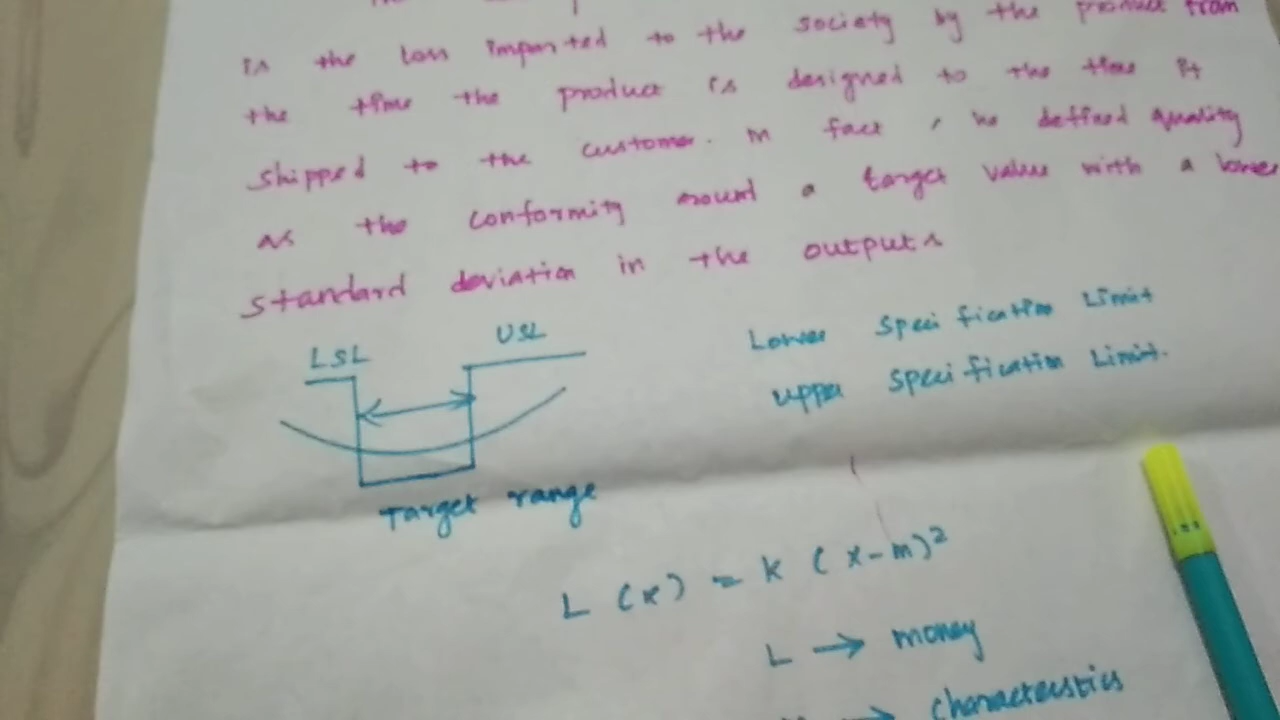 is the loss imparted to the society by the product from
the time the product is designed to the time it
shipped to the customer. In fact, he defined quality
as the conformity around a target value with a lower
standard deviation in the outputs
LSL
USL
Target range
Lower Specification Limit
Upper Specification Limit.
L (x) = k (x-m)²
L → money
→ characteristics